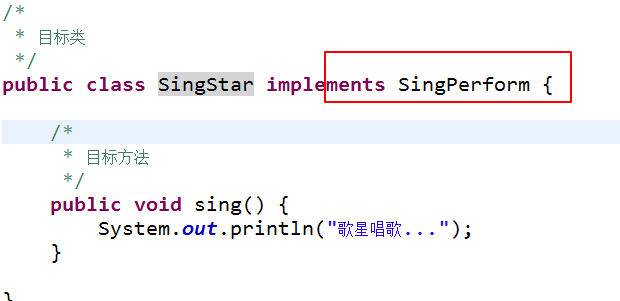 /*
 * 目标类
 */
public class SingStar implements SingPerform {
    /*
     * 目标方法
     */
    public void sing() {
        System.out.println("歌星唱歌...");
    }
}